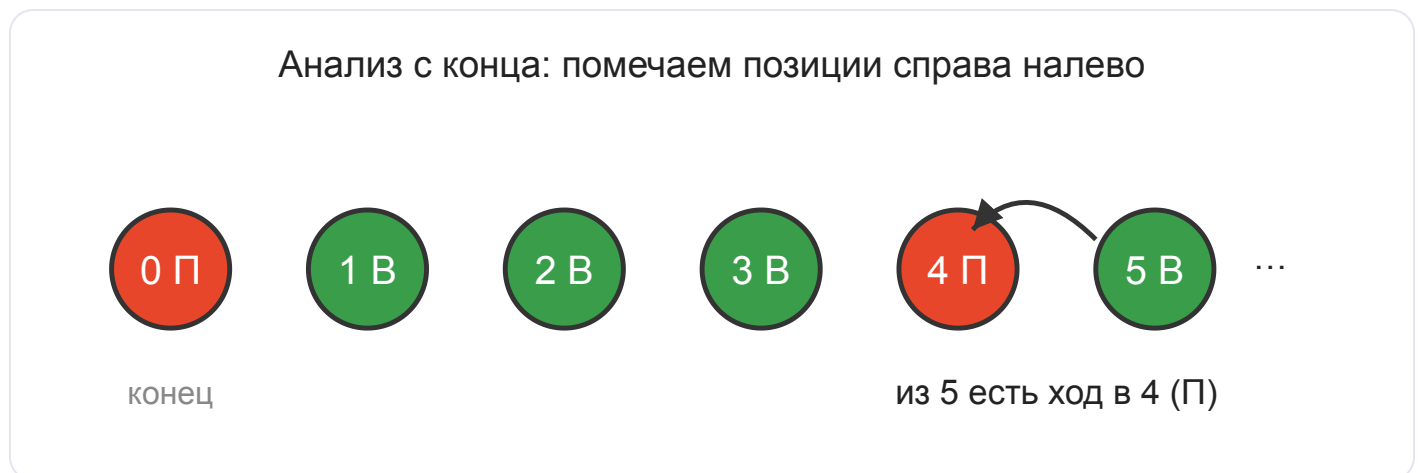 Анализ с конца: помечаем позиции справа налево
0 П
1 В
2 В
3 В
4 П
5 В
...
конец
из 5 есть ход в 4 (П)